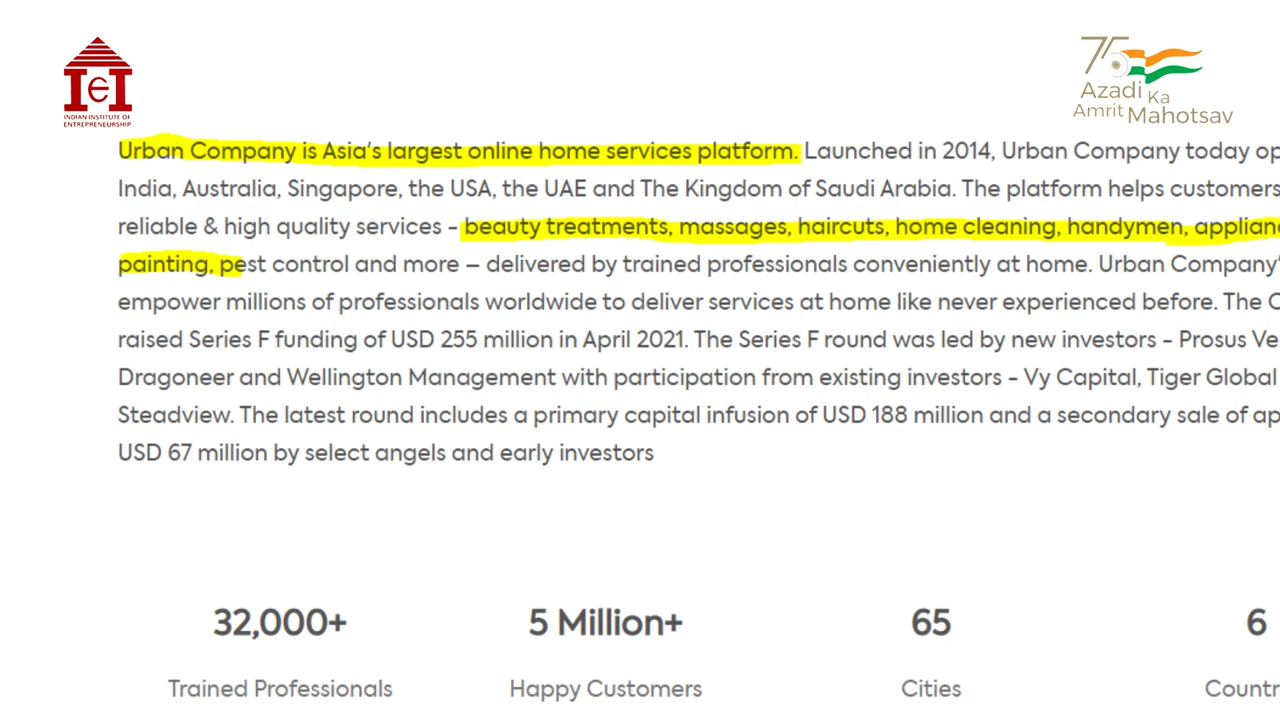 INDIAN INSTITUTE OF
ENTREPRENEURSHIP
75
Azadi Ka
Amrit Mahotsav
Urban Company is Asia's largest online home services platform. Launched in 2014, Urban Company today op
India, Australia, Singapore, the USA, the UAE and The Kingdom of Saudi Arabia. The platform helps customers
reliable & high quality services - beauty treatments, massages, haircuts, home cleaning, handymen, applianc
painting, pest control and more – delivered by trained professionals conveniently at home. Urban Company'
empower millions of professionals worldwide to deliver services at home like never experienced before. The C
raised Series F funding of USD 255 million in April 2021. The Series F round was led by new investors - Prosus Ve
Dragoneer and Wellington Management with participation from existing investors - Vy Capital, Tiger Global
Steadview. The latest round includes a primary capital infusion of USD 188 million and a secondary sale of ap
USD 67 million by select angels and early investors
32,000+ 5 Million+ 65 6
Trained Professionals Happy Customers Cities Countr